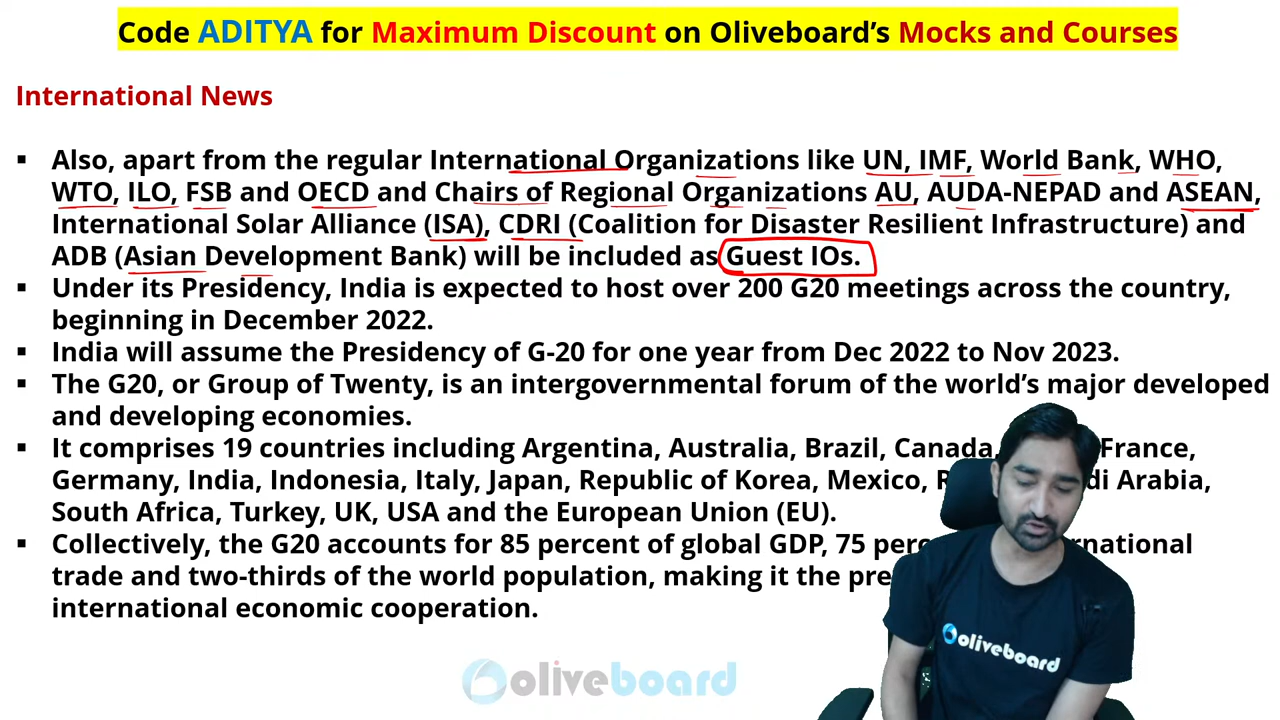 Code ADITYA for Maximum Discount on Oliveboard's Mocks and Courses
International News
▪ Also, apart from the regular International Organizations like UN, IMF, World Bank, WHO,
WTO, ILO, FSB and OECD and Chairs of Regional Organizations AU, AUDA-NEPAD and ASEAN,
International Solar Alliance (ISA), CDRI (Coalition for Disaster Resilient Infrastructure) and
ADB (Asian Development Bank) will be included as Guest IOs.
▪ Under its Presidency, India is expected to host over 200 G20 meetings across the country,
beginning in December 2022.
▪ India will assume the Presidency of G-20 for one year from Dec 2022 to Nov 2023.
▪ The G20, or Group of Twenty, is an intergovernmental forum of the world's major developed
and developing economies.
▪ It comprises 19 countries including Argentina, Australia, Brazil, Canada, France,
Germany, India, Indonesia, Italy, Japan, Republic of Korea, Mexico, Arabia,
South Africa, Turkey, UK, USA and the European Union (EU).
▪ Collectively, the G20 accounts for 85 percent of global GDP, 75
trade and two-thirds of the world population, making it the
international economic cooperation.
oliveboard
oliveboard